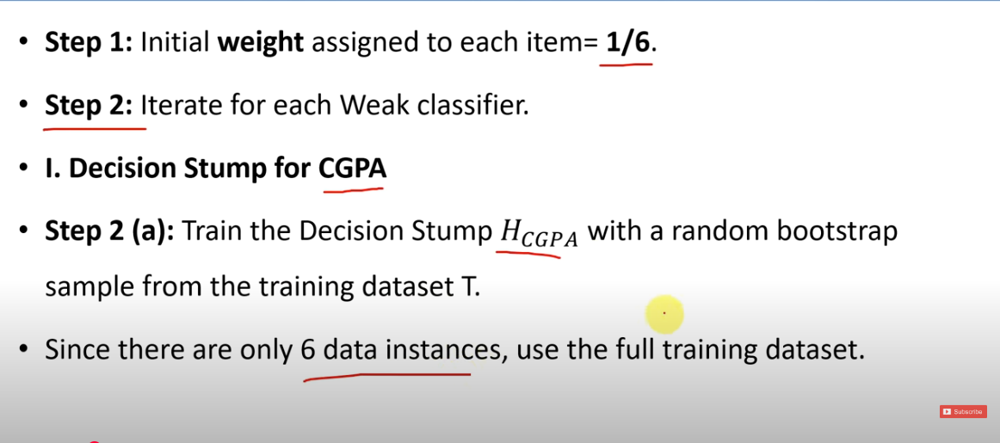 • Step 1: Initial weight assigned to each item= 1/6.
• Step 2: Iterate for each Weak classifier.
• I. Decision Stump for CGPA
• Step 2 (a): Train the Decision Stump H_CGPA with a random bootstrap
sample from the training dataset T.
• Since there are only 6 data instances, use the full training dataset.
Subscribe